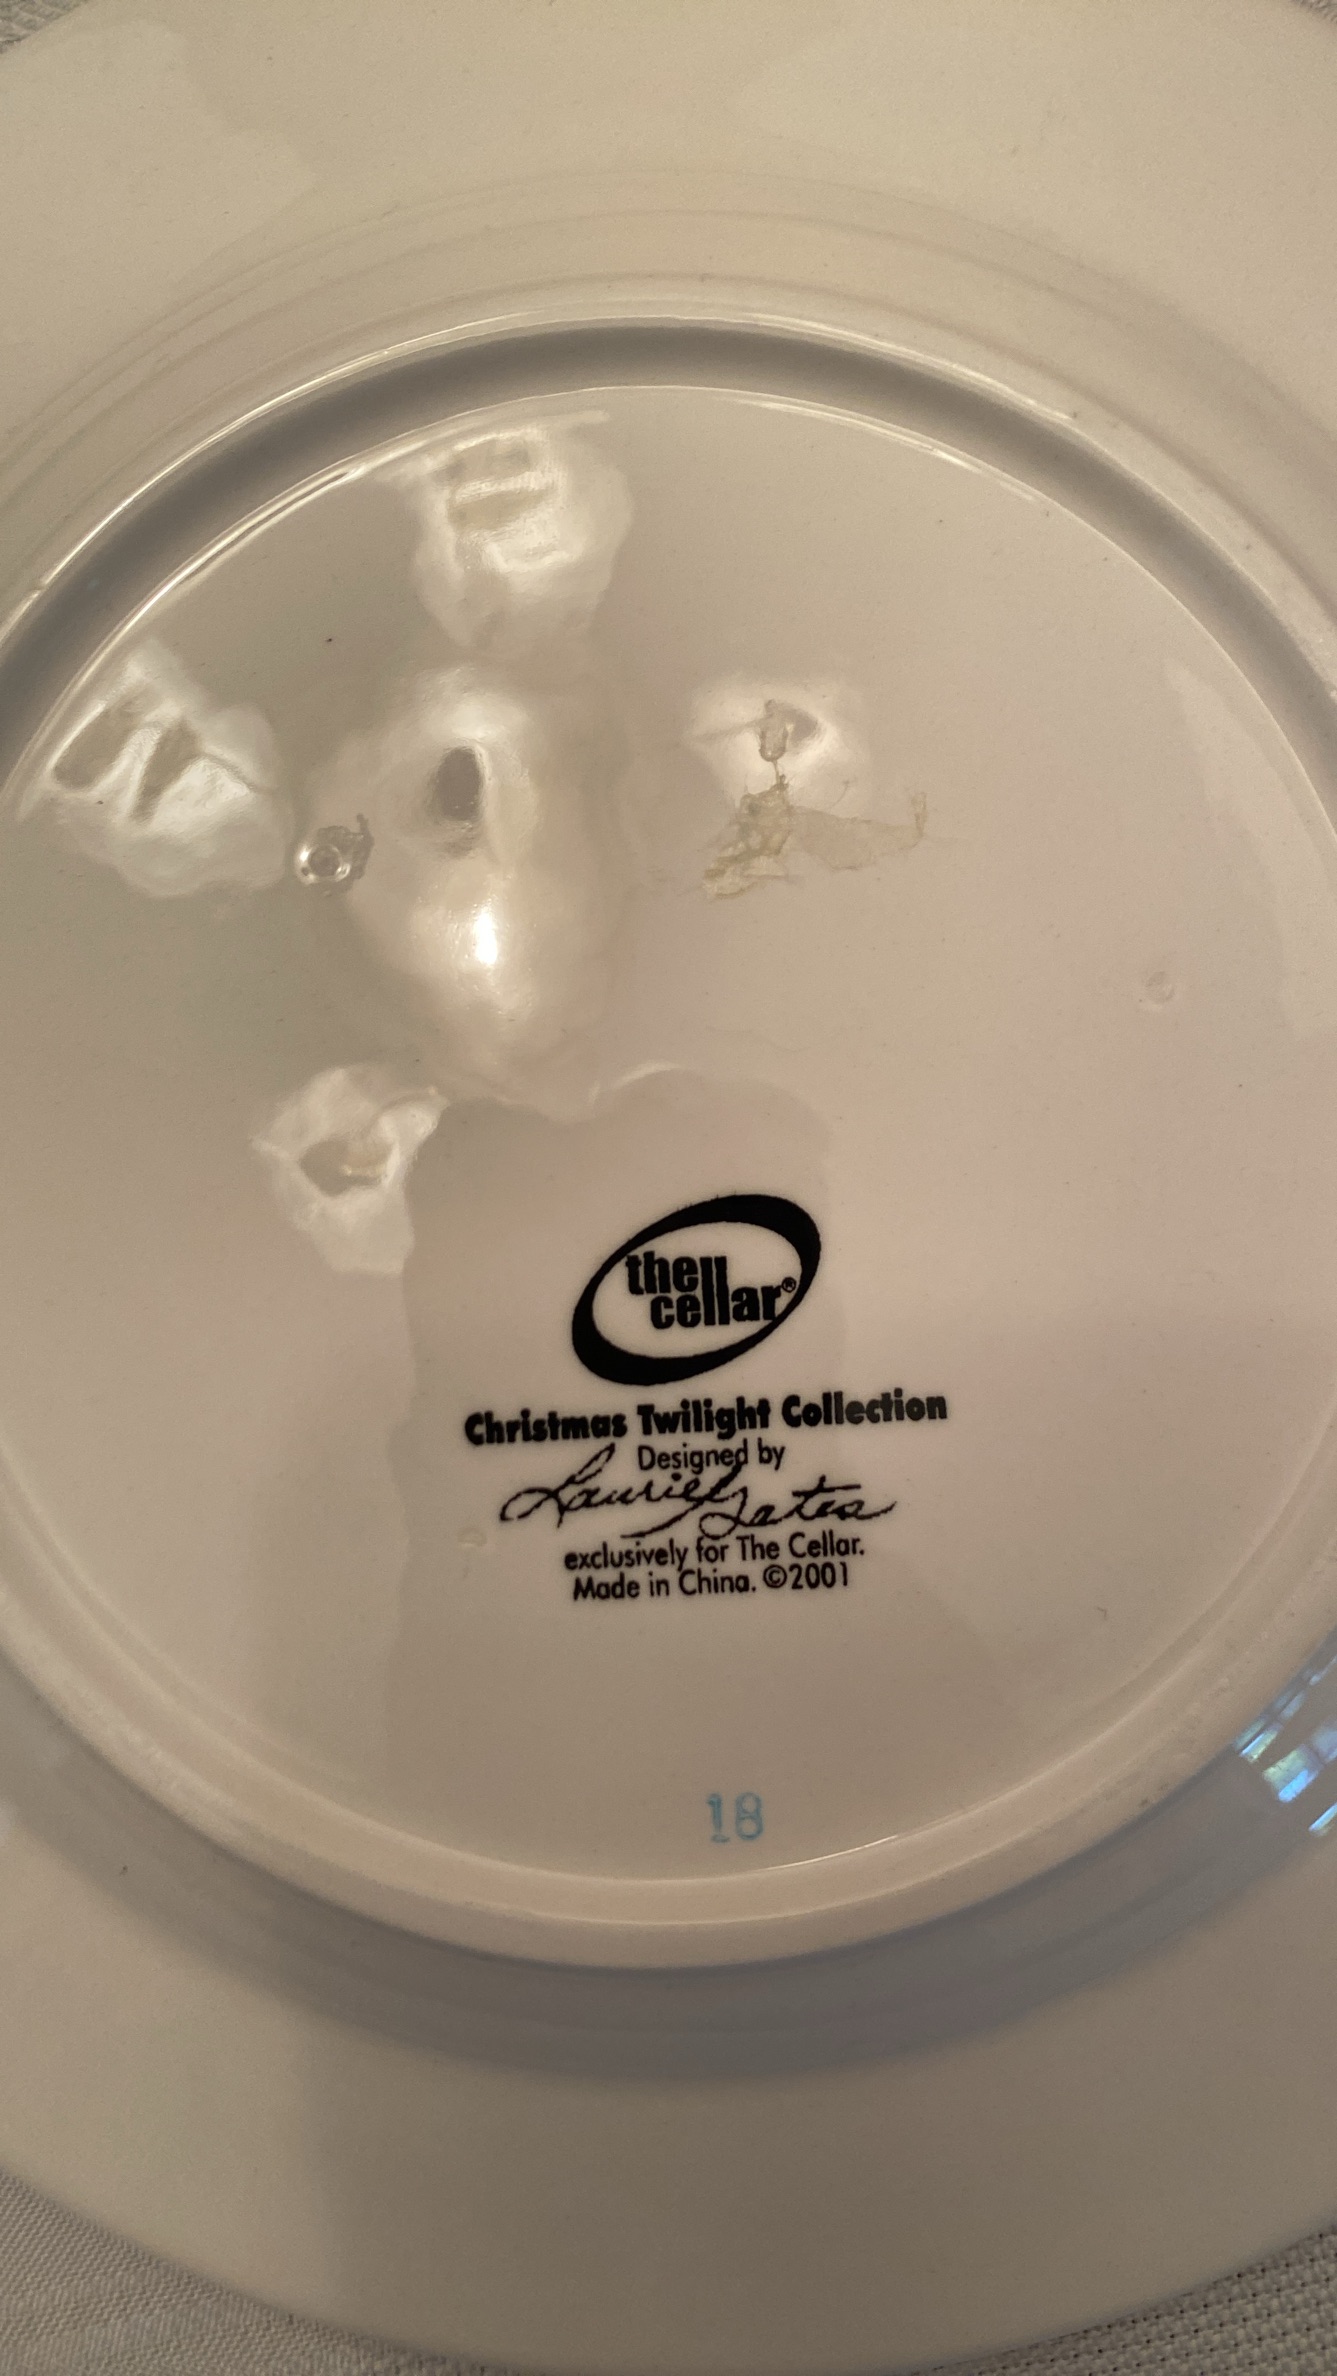 the
cellar®
Christmas Twilight Collection
Designed by
Laurie Gates
exclusively for The Cellar.
Made in China. ©2001
18